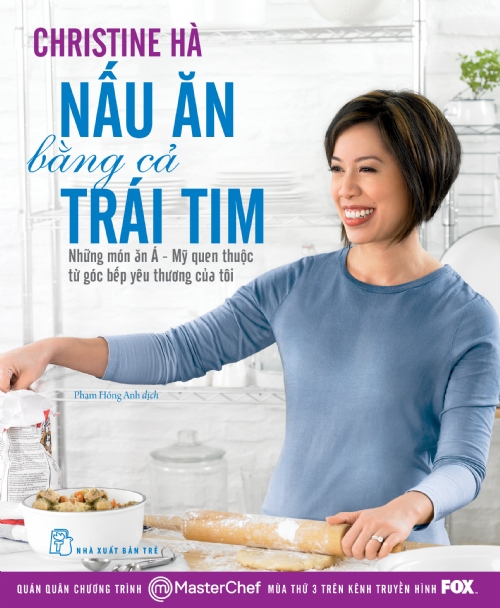 CHRISTINE HÀ
NẤU ĂN
bằng cả
TRÁI TIM
Những món ăn Á - Mỹ quen thuộc
từ góc bếp yêu thương của tôi
Phạm Hồng Anh dịch
NHÀ XUẤT BẢN TRẺ
QUÁN QUÂN CHƯƠNG TRÌNH m MasterChef MÙA THỨ 3 TRÊN KÊNH TRUYỀN HÌNH FOX